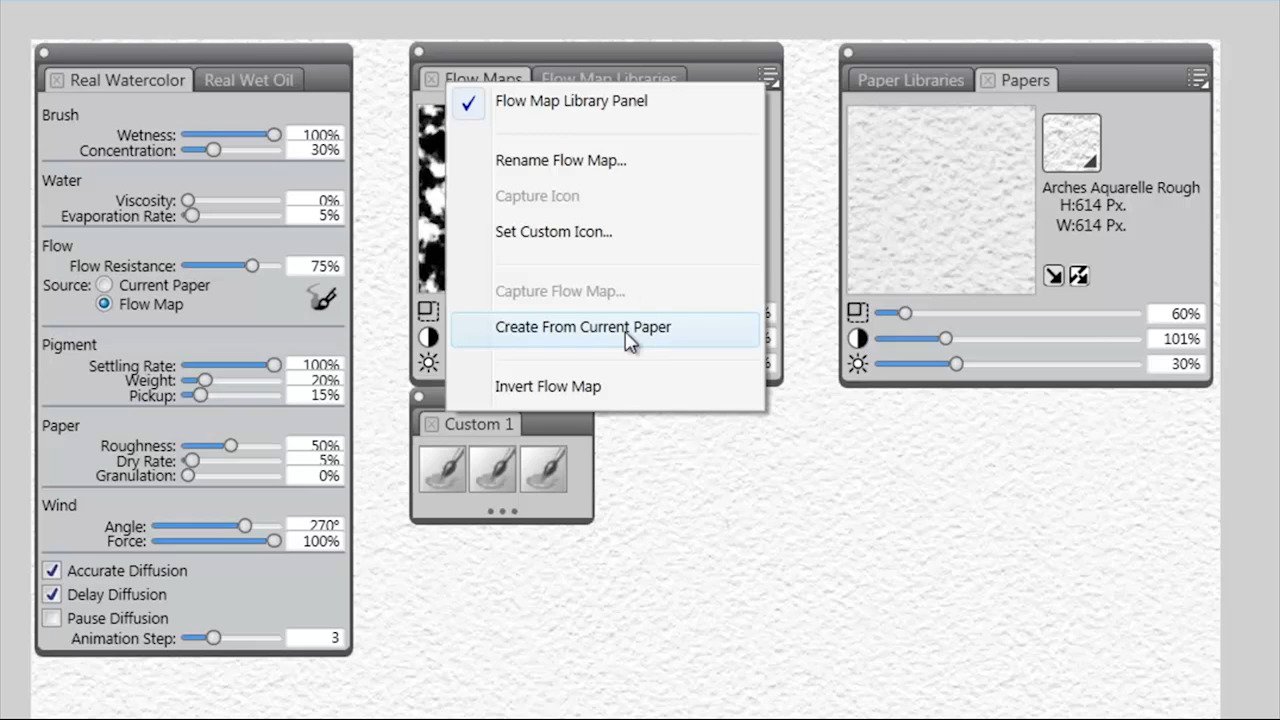 Real Watercolor
Real Wet Oil
Brush
Wetness: 100%
Concentration: 30%
Water
Viscosity: 0%
Evaporation Rate: 5%
Flow
Flow Resistance: 75%
Source: Current Paper
Flow Map
Pigment
Settling Rate: 100%
Weight: 20%
Pickup: 15%
Paper
Roughness: 50%
Dry Rate: 5%
Granulation: 0%
Wind
Angle: 270°
Force: 100%
Accurate Diffusion
Delay Diffusion
Pause Diffusion
Animation Step: 3
Flow Maps
Flow Map Libraries
Flow Map Library Panel
Rename Flow Map...
Capture Icon
Set Custom Icon...
Capture Flow Map...
Create From Current Paper
Invert Flow Map
Custom 1
Paper Libraries
Papers
Arches Aquarelle Rough
H:614 Px.
W:614 Px.
60%
101%
30%